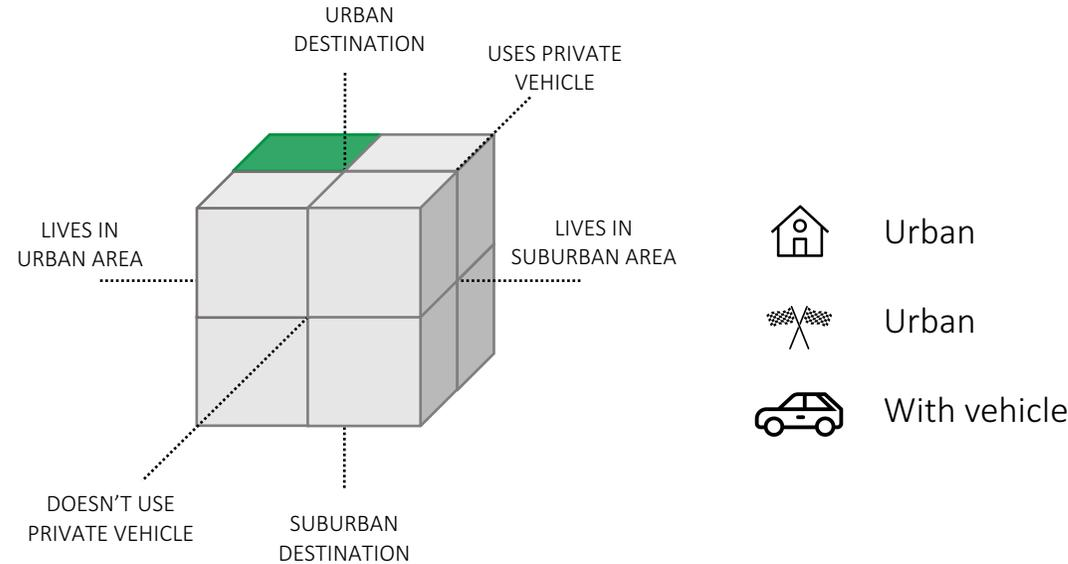 URBAN
DESTINATION
USES PRIVATE
VEHICLE
LIVES IN
URBAN AREA
LIVES IN
SUBURBAN AREA
Urban
Urban
With vehicle
DOESN’T USE
PRIVATE VEHICLE
SUBURBAN
DESTINATION